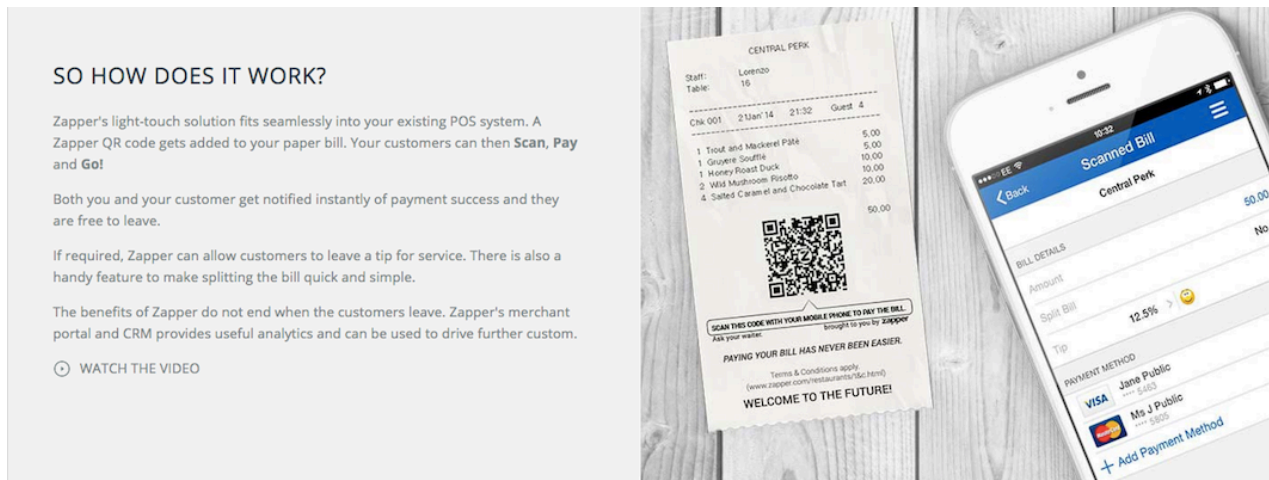 SO HOW DOES IT WORK?
Zapper's light-touch solution fits seamlessly into your existing POS system. A
Zapper QR code gets added to your paper bill. Your customers can then Scan, Pay
and Go!
Both you and your customer get notified instantly of payment success and they
are free to leave.
If required, Zapper can allow customers to leave a tip for service. There is also a
handy feature to make splitting the bill quick and simple.
The benefits of Zapper do not end when the customers leave. Zapper's merchant
portal and CRM provides useful analytics and can be used to drive further custom.
WATCH THE VIDEO
CENTRAL PERK
Staff: Lorenzo
Table: 16
Chk 001 21Jan'14 21:32 Guest 4
1 Trout and Mackerel Pâté 5,00
1 Gruyere Soufflé 5.00
1 Honey Roast Duck 10,00
2 Wild Mushroom Risotto 10,00
4 Salted Caramel and Chocolate Tart 20,00
50,00
SCAN THIS CODE WITH YOUR MOBILE PHONE TO PAY THE BILL.
Ask your waiter. brought to you by zapper
PAYING YOUR BILL HAS NEVER BEEN EASIER.
Terms & Conditions apply.
(www.zapper.com/restaurants/t&c.html)
WELCOME TO THE FUTURE!
EE 10:32
Back Scanned Bill
Central Perk
BILL DETAILS
Amount 50.00
Split Bill No
Tip 12.5%
PAYMENT METHOD
VISA Jane Public
**** 5463
MasterCard Ms J Public
**** 5805
+ Add Payment Method